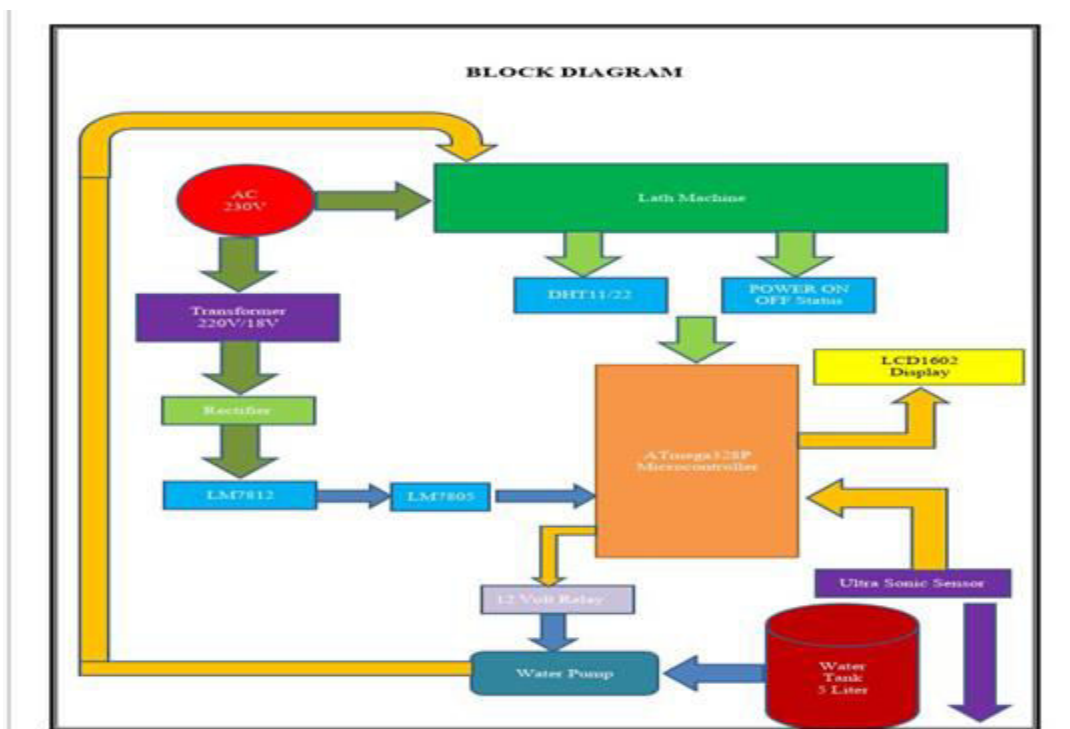 BLOCK DIAGRAM
AC
230V
Lath Machine
DHT11/22
POWER ON
OFF Status
Transformer
220V/18V
LCD1602
Display
Rectifier
ATmega328P
Microcontroller
LM7812
LM7805
Ultra Sonic Sensor
12 Volt Relay
Water Pump
Water
Tank
5 Liter